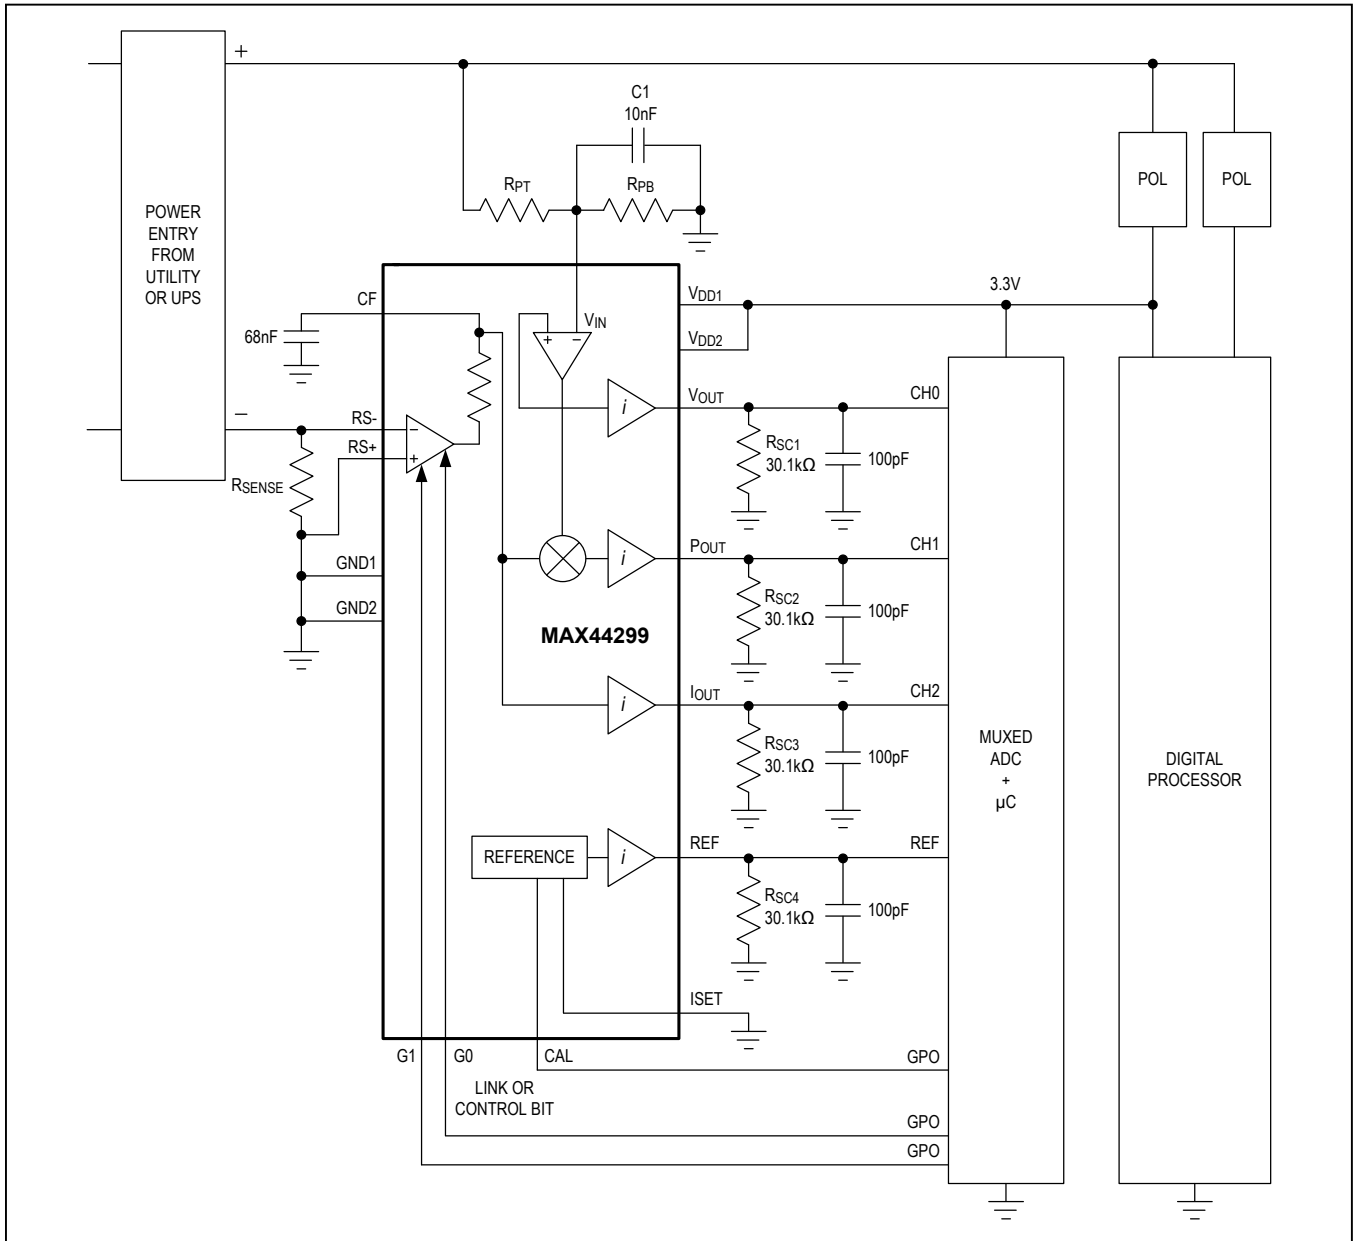 +
C1
10nF
RPT
RPB
POL
POL
POWER
ENTRY
FROM
UTILITY
OR UPS
CF
68nF
VIN
+
−
VDD1
VDD2
3.3V
−
RS-
RS+
−
+
RSENSE
GND1
GND2
i
VOUT
RSC1
30.1kΩ
100pF
CH0
i
POUT
RSC2
30.1kΩ
100pF
CH1
MAX44299
i
IOUT
RSC3
30.1kΩ
100pF
CH2
MUXED
ADC
+
µC
DIGITAL
PROCESSOR
REFERENCE
i
REF
RSC4
30.1kΩ
100pF
REF
ISET
G1
G0
CAL
LINK OR
CONTROL BIT
GPO
GPO
GPO